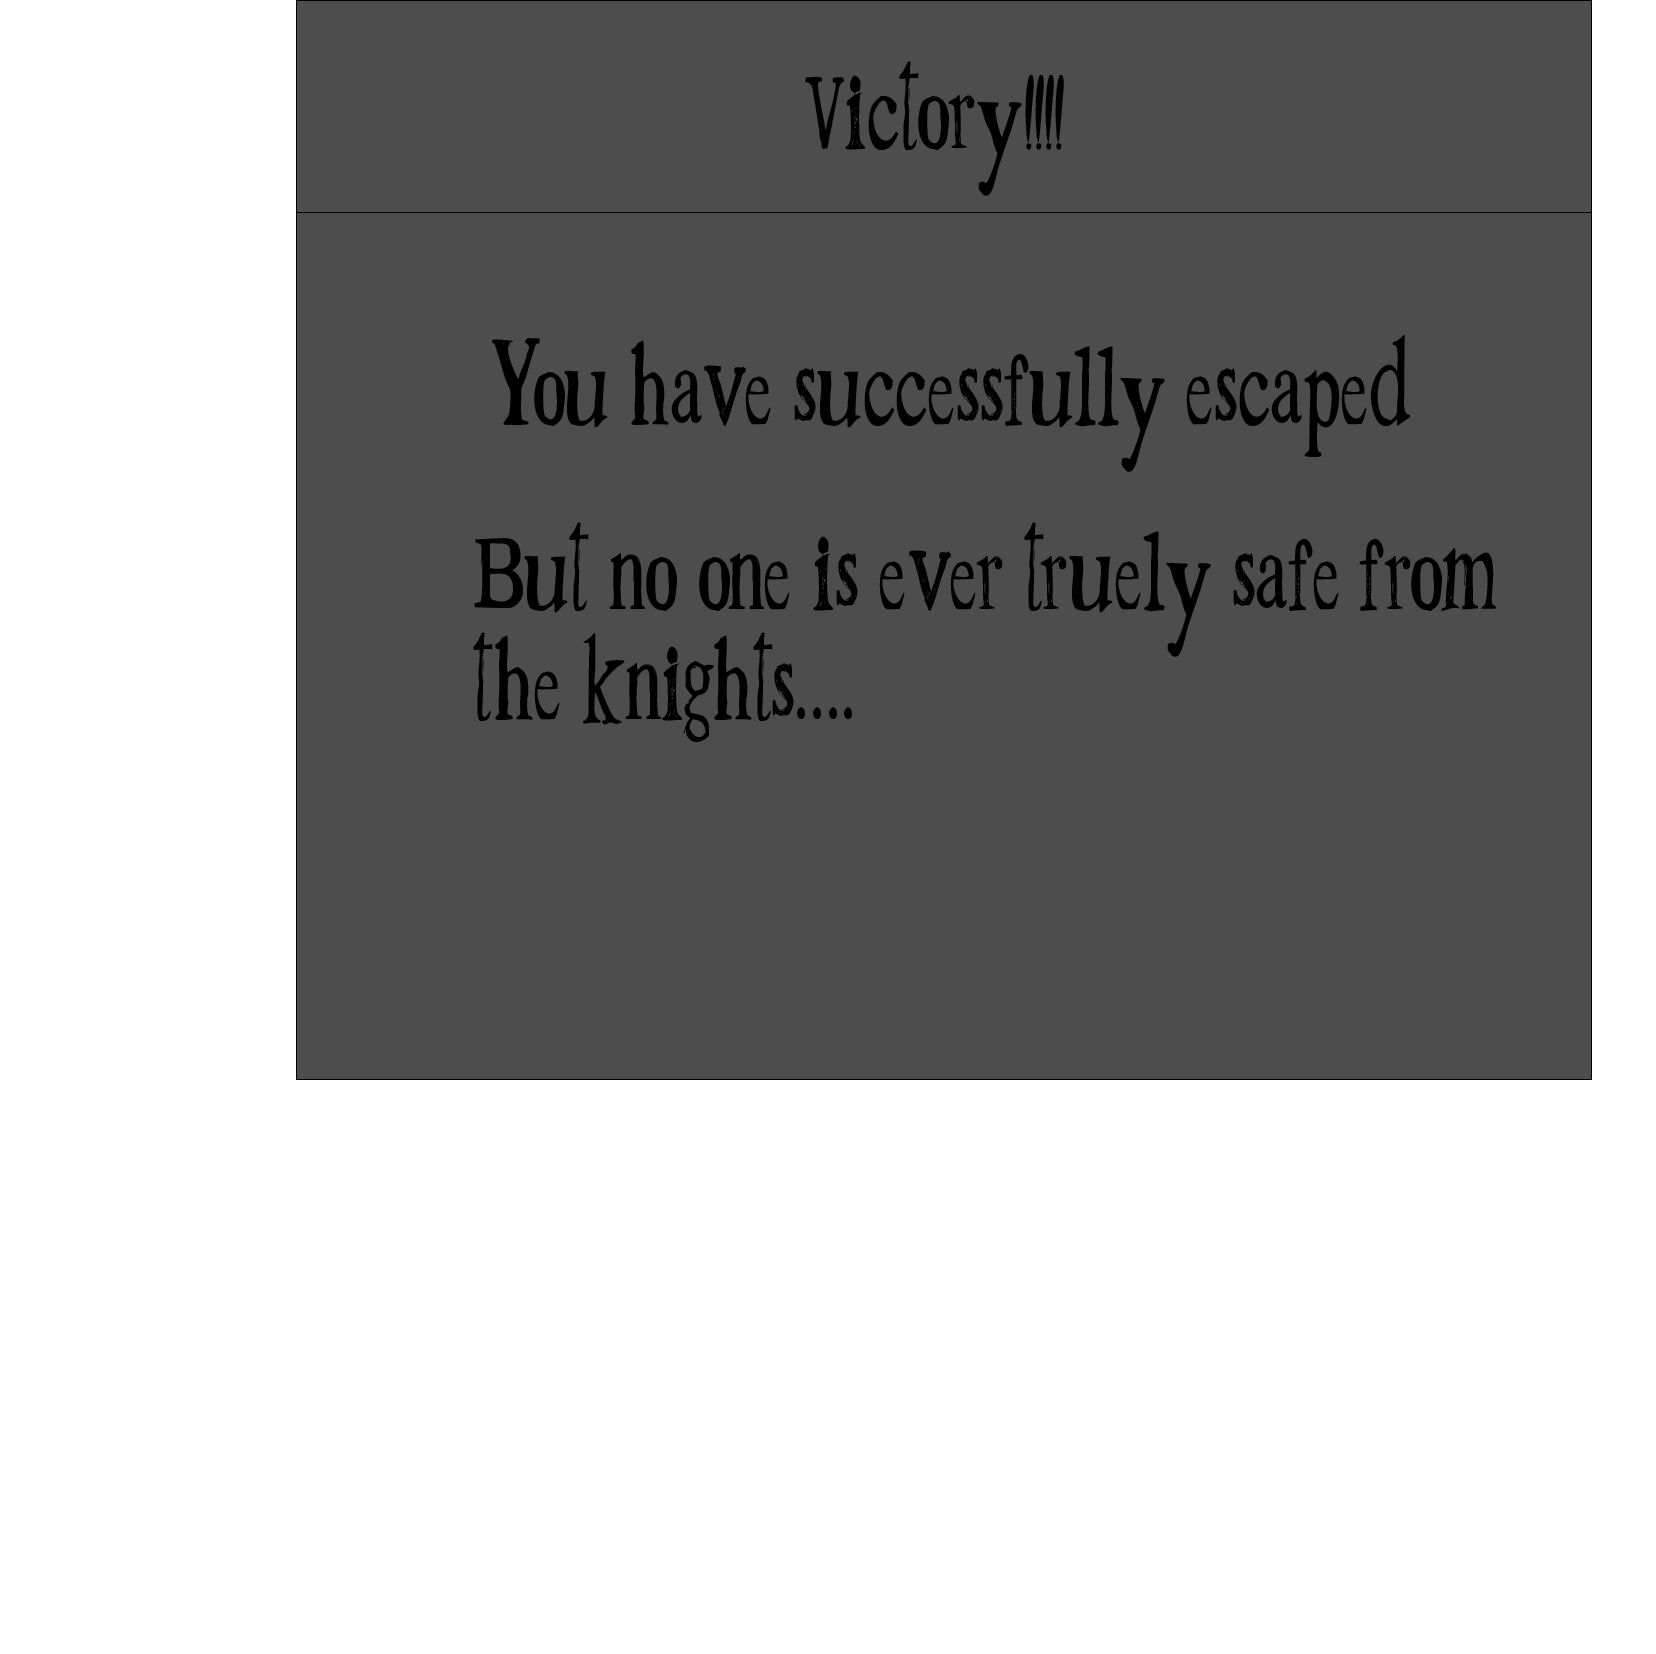 Victory!!!!
You have successfully escaped
But no one is ever truely safe from
the knights....